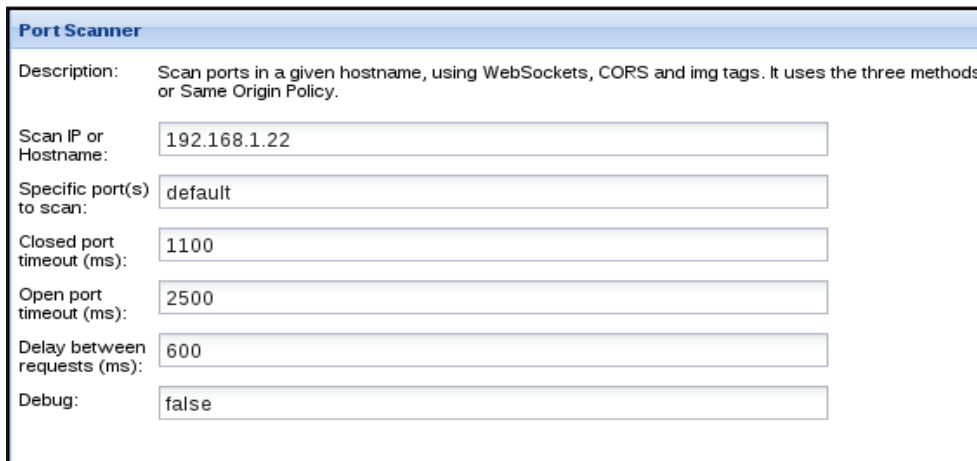 Port Scanner
Description: Scan ports in a given hostname, using WebSockets, CORS and img tags. It uses the three methods
or Same Origin Policy.
Scan IP or
Hostname: 192.168.1.22
Specific port(s)
to scan: default
Closed port
timeout (ms): 1100
Open port
timeout (ms): 2500
Delay between
requests (ms): 600
Debug: false